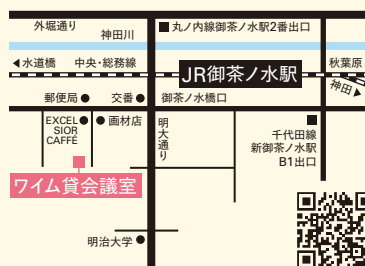 外堀通り
神田川
■丸ノ内線御茶ノ水駅2番出口
◀水道橋
中央・総務線
JR御茶ノ水駅
秋葉原
神田▶
郵便局●
交番●
御茶ノ水橋口
EXCEL
SIOR
CAFFÉ
●画材店
明大通り
千代田線
新御茶ノ水駅
B1出口
ワイム貸会議室
明治大学●